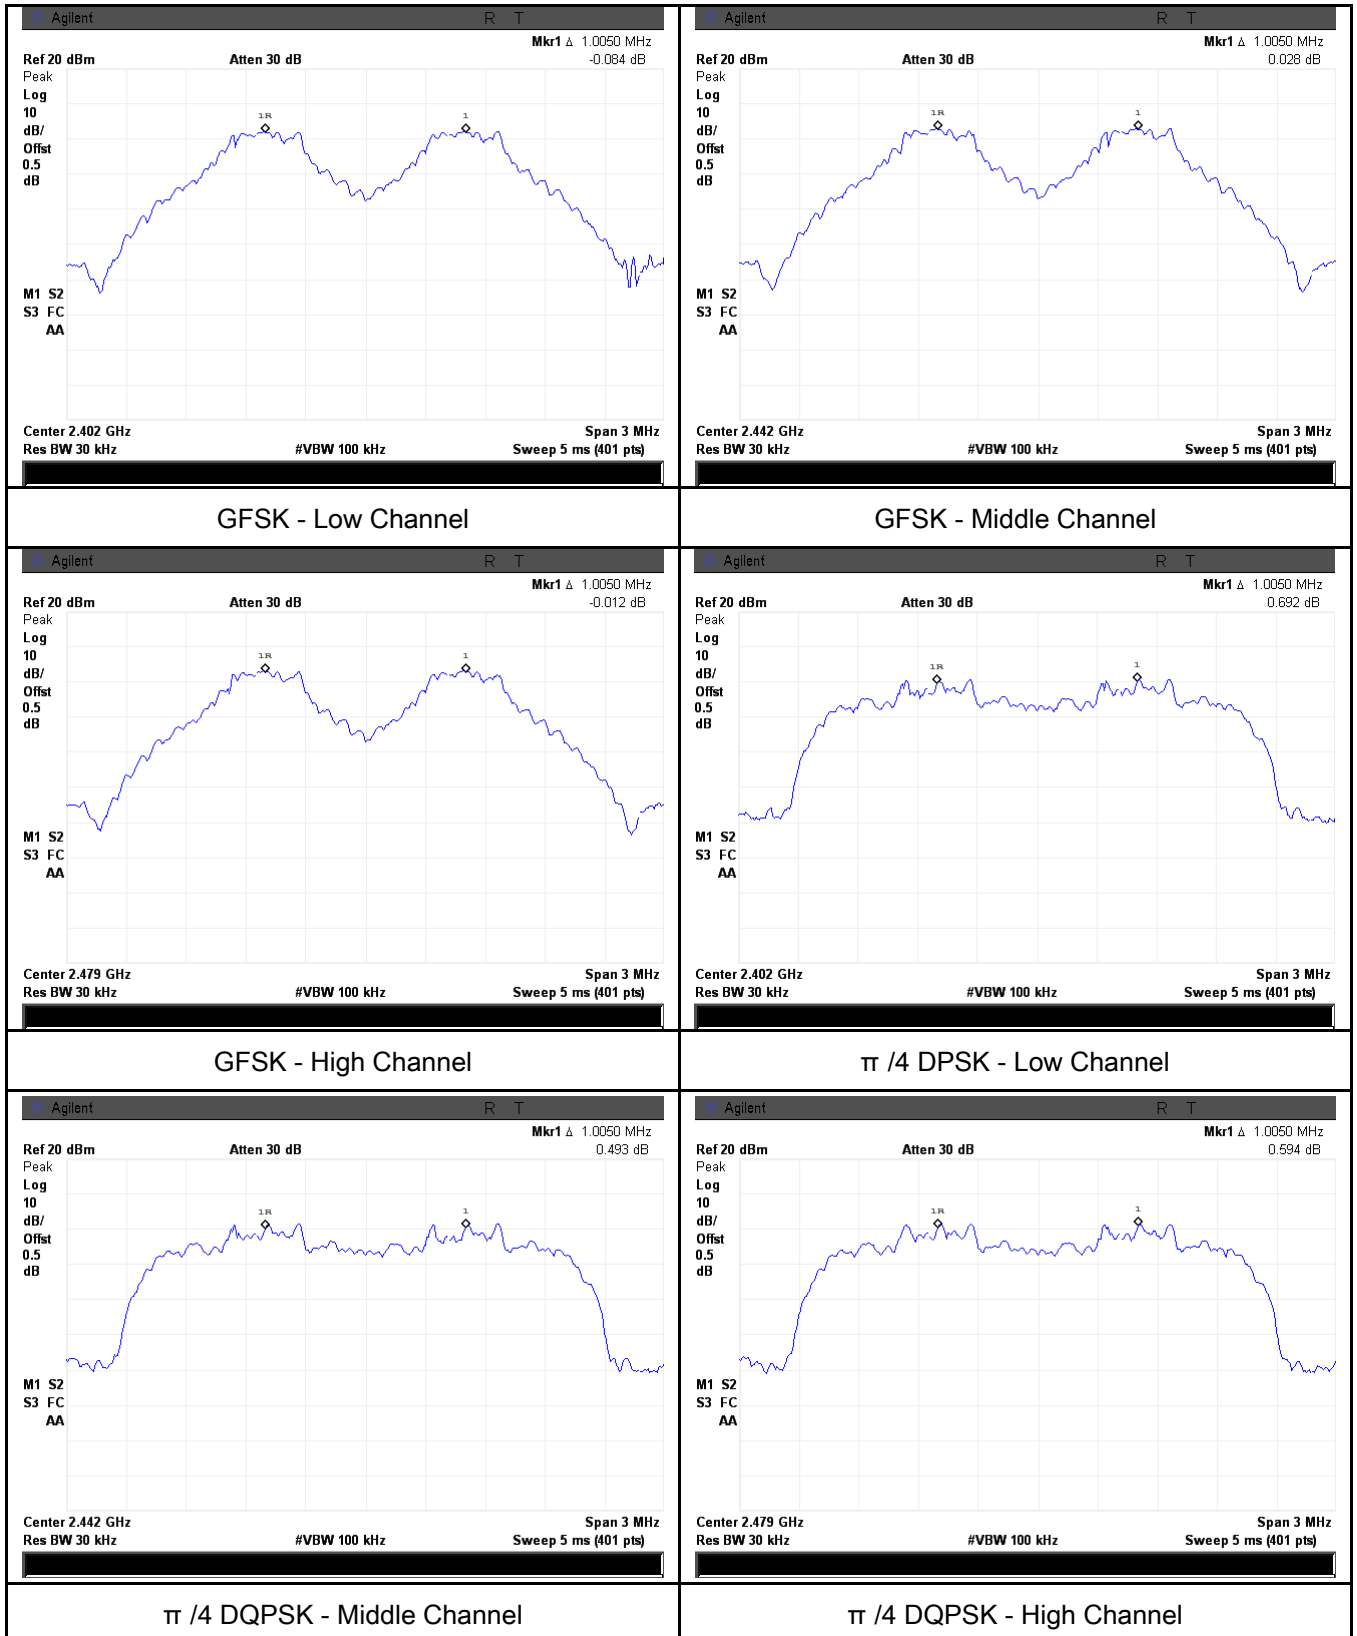 Agilent R T
Mkr1 Δ 1.0050 MHz
Ref 20 dBm Atten 30 dB -0.084 dB
Peak
Log
10
dB/
Offst
0.5
dB
1R 1
M1 S2
S3 FC
AA
Center 2.402 GHz Span 3 MHz
Res BW 30 kHz #VBW 100 kHz Sweep 5 ms (401 pts)
GFSK - Low Channel
Agilent R T
Mkr1 Δ 1.0050 MHz
Ref 20 dBm Atten 30 dB 0.028 dB
Peak
Log
10
dB/
Offst
0.5
dB
1R 1
M1 S2
S3 FC
AA
Center 2.442 GHz Span 3 MHz
Res BW 30 kHz #VBW 100 kHz Sweep 5 ms (401 pts)
GFSK - Middle Channel
Agilent R T
Mkr1 Δ 1.0050 MHz
Ref 20 dBm Atten 30 dB -0.012 dB
Peak
Log
10
dB/
Offst
0.5
dB
1R 1
M1 S2
S3 FC
AA
Center 2.479 GHz Span 3 MHz
Res BW 30 kHz #VBW 100 kHz Sweep 5 ms (401 pts)
GFSK - High Channel
Agilent R T
Mkr1 Δ 1.0050 MHz
Ref 20 dBm Atten 30 dB 0.692 dB
Peak
Log
10
dB/
Offst
0.5
dB
1R 1
M1 S2
S3 FC
AA
Center 2.402 GHz Span 3 MHz
Res BW 30 kHz #VBW 100 kHz Sweep 5 ms (401 pts)
π /4 DPSK - Low Channel
Agilent R T
Mkr1 Δ 1.0050 MHz
Ref 20 dBm Atten 30 dB 0.493 dB
Peak
Log
10
dB/
Offst
0.5
dB
1R 1
M1 S2
S3 FC
AA
Center 2.442 GHz Span 3 MHz
Res BW 30 kHz #VBW 100 kHz Sweep 5 ms (401 pts)
π /4 DQPSK - Middle Channel
Agilent R T
Mkr1 Δ 1.0050 MHz
Ref 20 dBm Atten 30 dB 0.594 dB
Peak
Log
10
dB/
Offst
0.5
dB
1R 1
M1 S2
S3 FC
AA
Center 2.479 GHz Span 3 MHz
Res BW 30 kHz #VBW 100 kHz Sweep 5 ms (401 pts)
π /4 DQPSK - High Channel